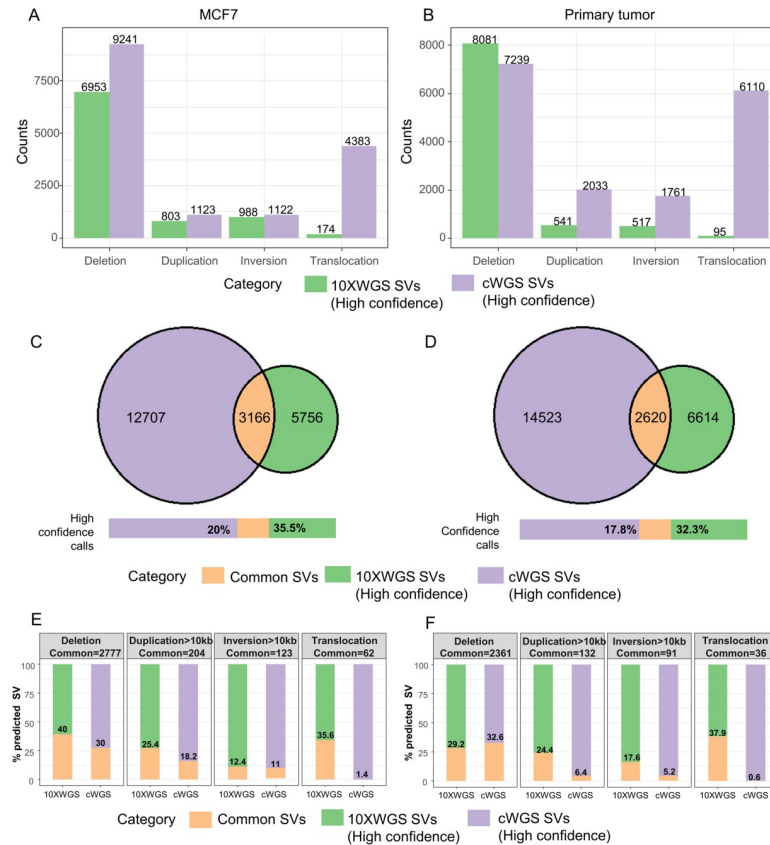 A
MCF7
Counts
7500
5000
2500
0
6953
9241
803
1123
988
1122
174
4383
Deletion
Duplication
Inversion
Translocation
B
Primary tumor
Counts
8000
6000
4000
2000
0
8081
7239
541
2033
517
1761
95
6110
Deletion
Duplication
Inversion
Translocation
Category
10XWGS SVs
(High confidence)
cWGS SVs
(High confidence)
C
12707
3166
5756
High
confidence
calls
20%
35.5%
D
14523
2620
6614
High
Confidence
calls
17.8%
32.3%
Category
Common SVs
10XWGS SVs
(High confidence)
cWGS SVs
(High confidence)
E
% predicted SV
100
75
50
25
0
Deletion
Common=2777
40
30
10XWGS
cWGS
Duplication>10kb
Common=204
25.4
18.2
10XWGS
cWGS
Inversion>10kb
Common=123
12.4
11
10XWGS
cWGS
Translocation
Common=62
35.6
1.4
10XWGS
cWGS
F
% predicted SV
100
75
50
25
0
Deletion
Common=2361
29.2
32.6
10XWGS
cWGS
Duplication>10kb
Common=132
24.4
6.4
10XWGS
cWGS
Inversion>10kb
Common=91
17.6
5.2
10XWGS
cWGS
Translocation
Common=36
37.9
0.6
10XWGS
cWGS
Category
Common SVs
10XWGS SVs
(High confidence)
cWGS SVs
(High confidence)